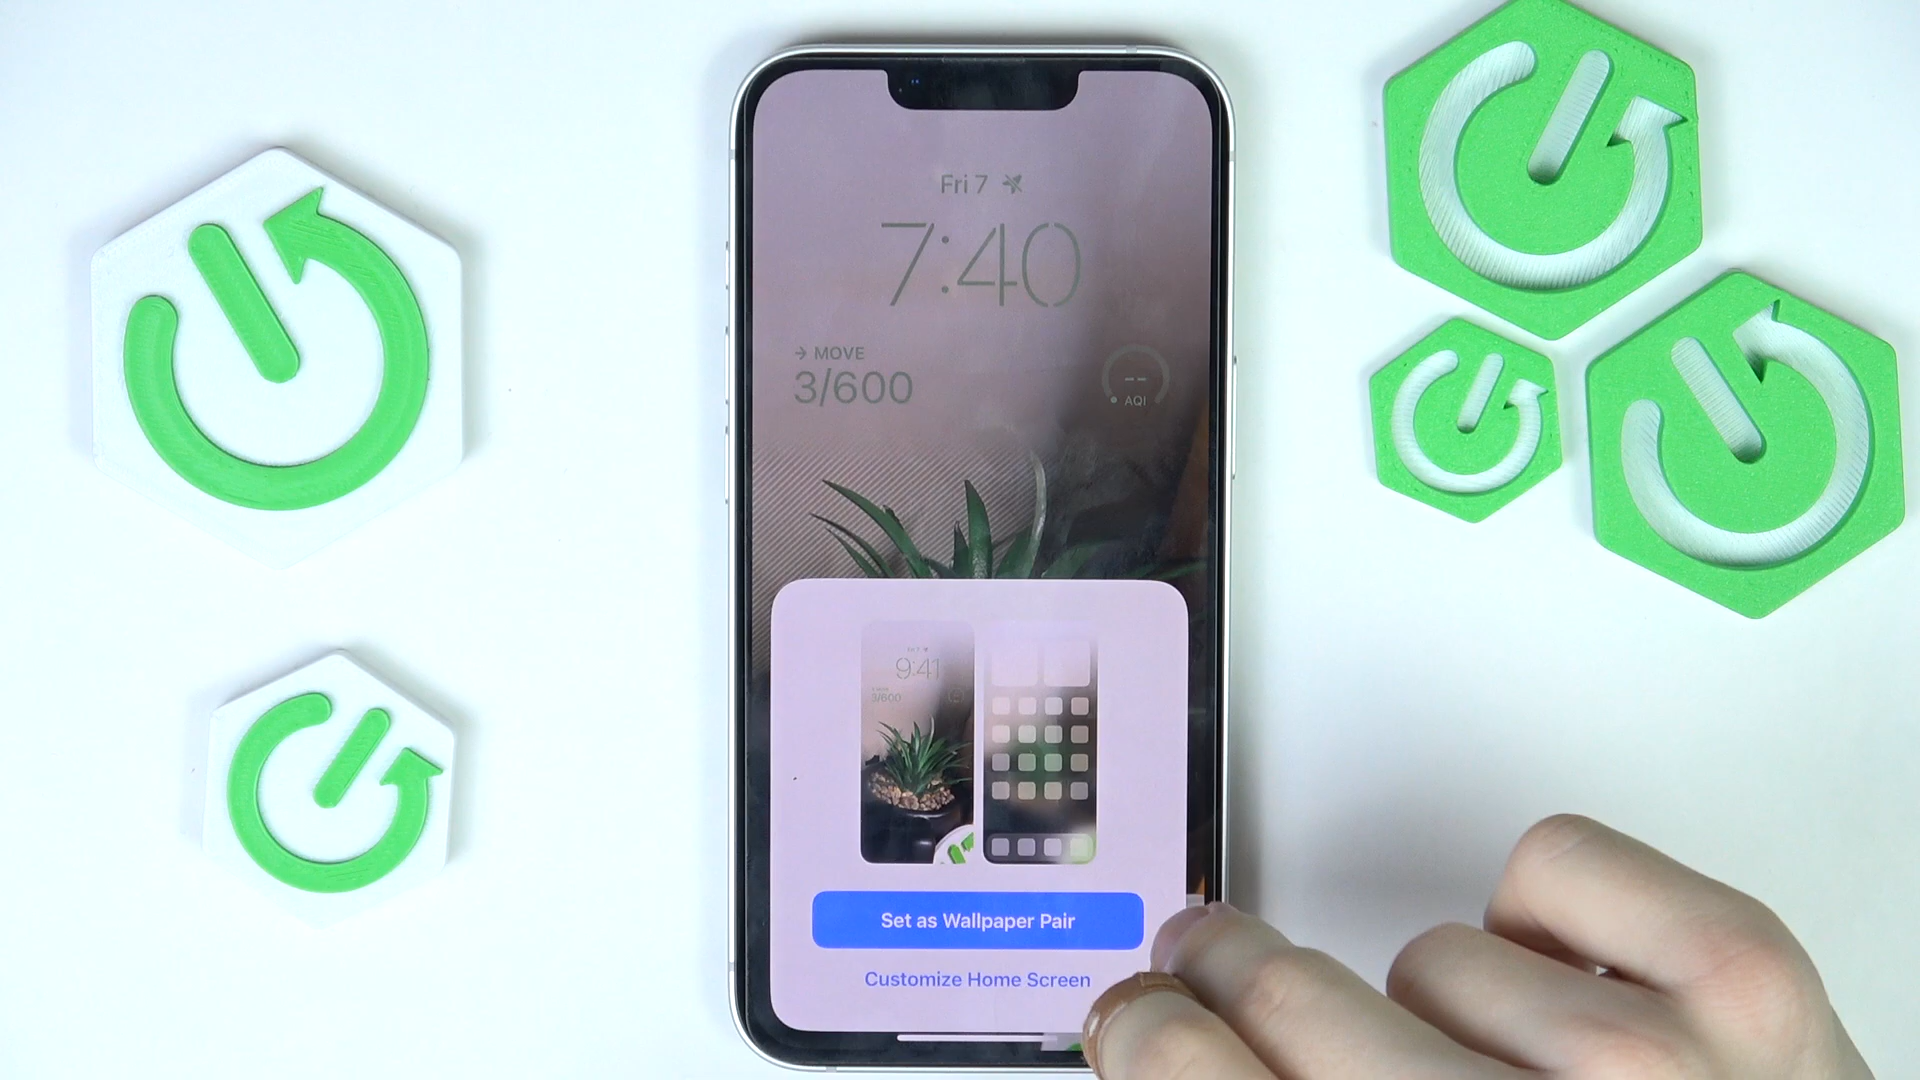 Fri 7
7:40
→ MOVE
3/600
--
AQI
9:41
3/600
Set as Wallpaper Pair
Customize Home Screen